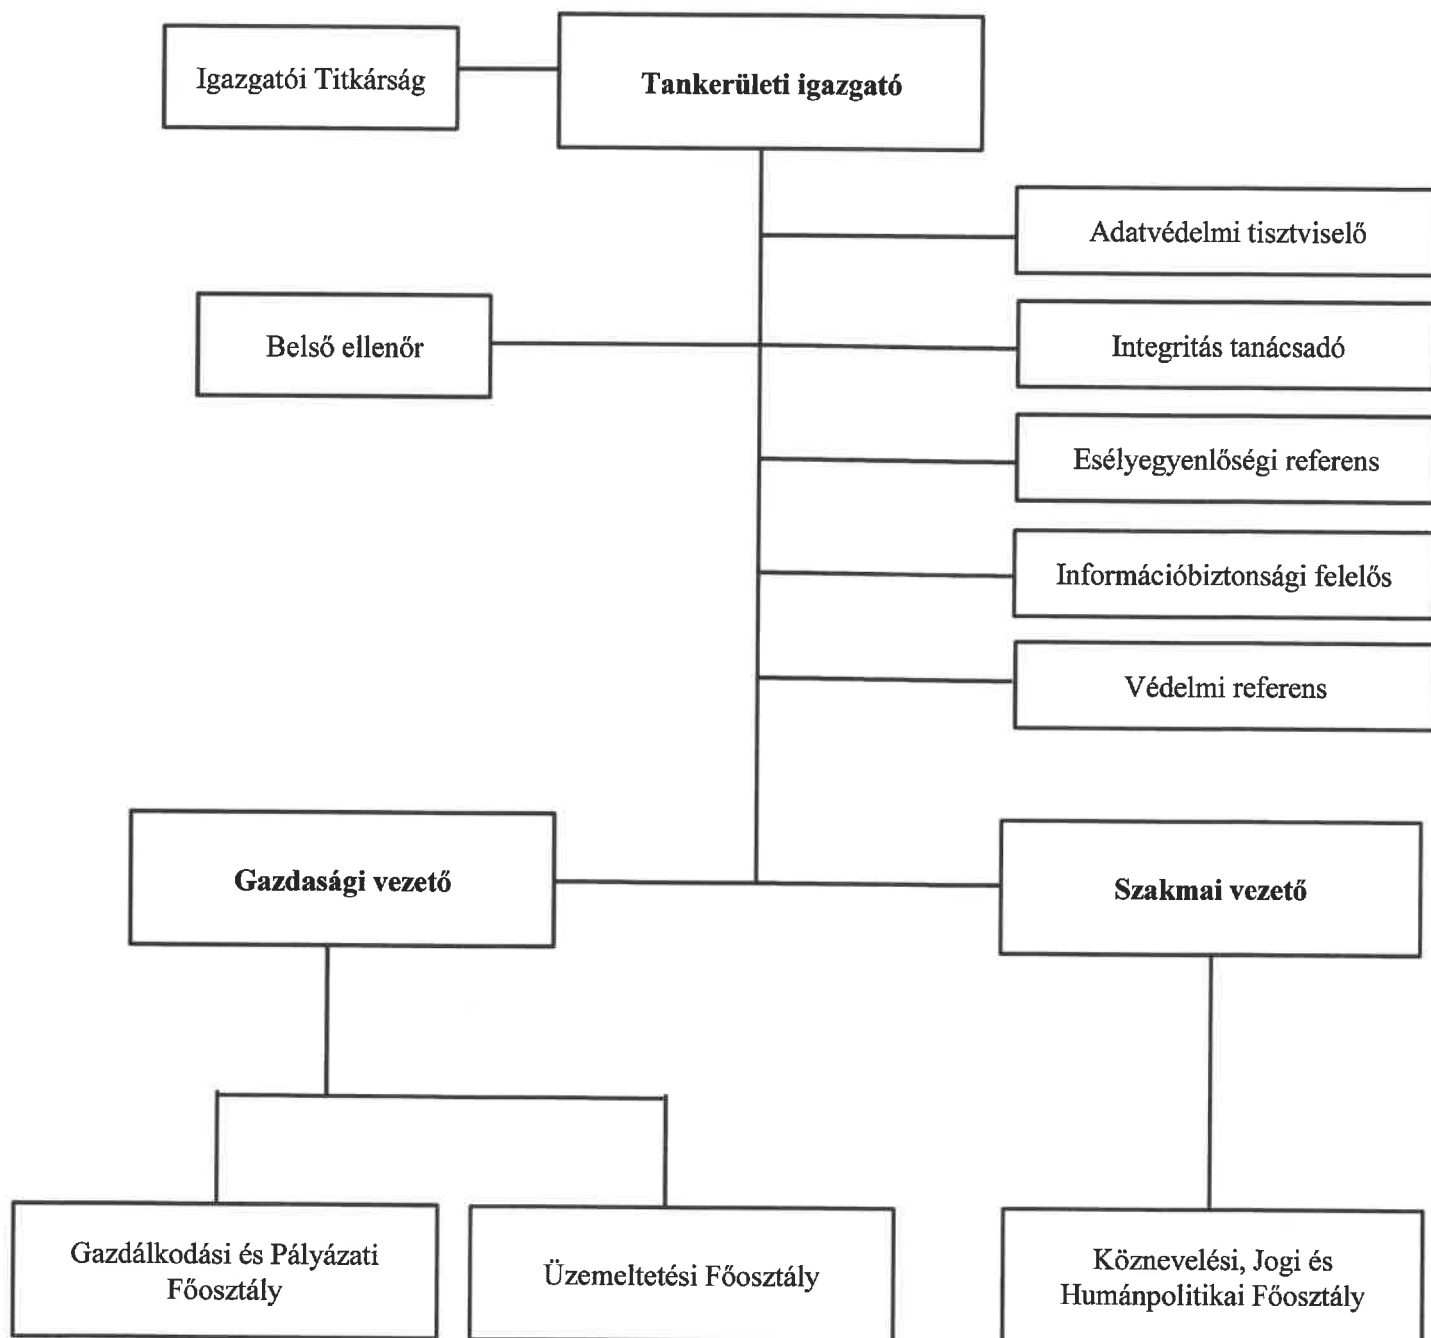 Igazgatói Titkárság
Tankerületi igazgató
Adatvédelmi tisztviselő
Belső ellenőr
Integritás tanácsadó
Esélyegyenlőségi referens
Információbiztonsági felelős
Védelmi referens
Gazdasági vezető
Szakmai vezető
Gazdálkodási és Pályázati
Főosztály
Üzemeltetési Főosztály
Köznevelési, Jogi és
Humánpolitikai Főosztály